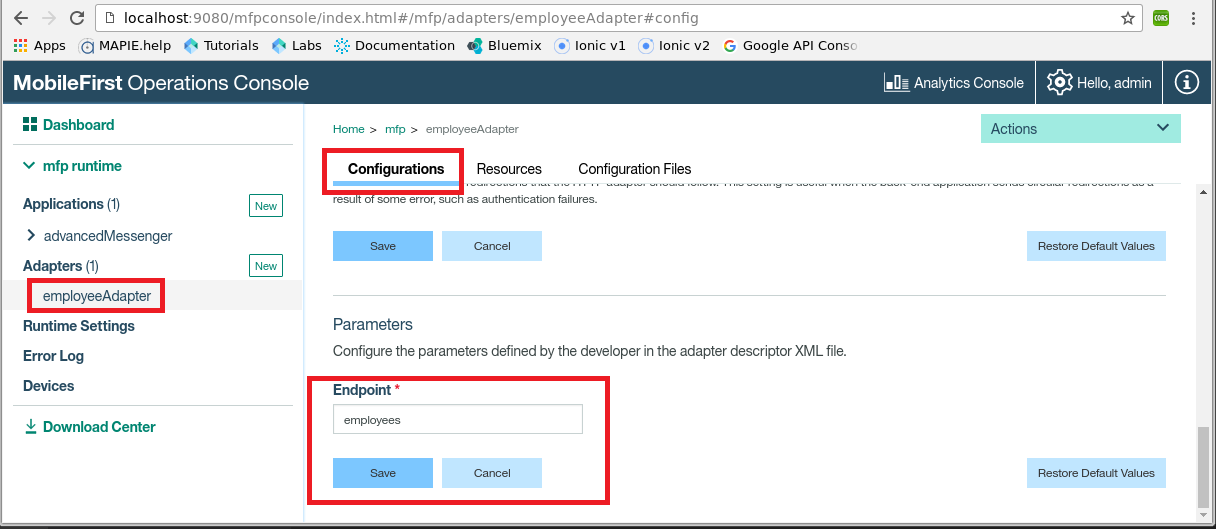 localhost:9080/mfpconsole/index.html#/mfp/adapters/employeeAdapter#config
CORS
Apps MAPIE.help Tutorials Labs Documentation Bluemix Ionic v1 Ionic v2 Google API Conso
MobileFirst Operations Console Analytics Console Hello, admin
Dashboard
mfp runtime
Applications (1) New
advancedMessenger
Adapters (1) New
employeeAdapter
Runtime Settings
Error Log
Devices
Download Center
Home > mfp > employeeAdapter
Actions
Configurations Resources Configuration Files
redirections that the HTTP adapter should follow. This setting is useful when the back-end application sends circular redirections as a
result of some error, such as authentication failures.
Save Cancel Restore Default Values
Parameters
Configure the parameters defined by the developer in the adapter descriptor XML file.
Endpoint *
employees
Save Cancel Restore Default Values